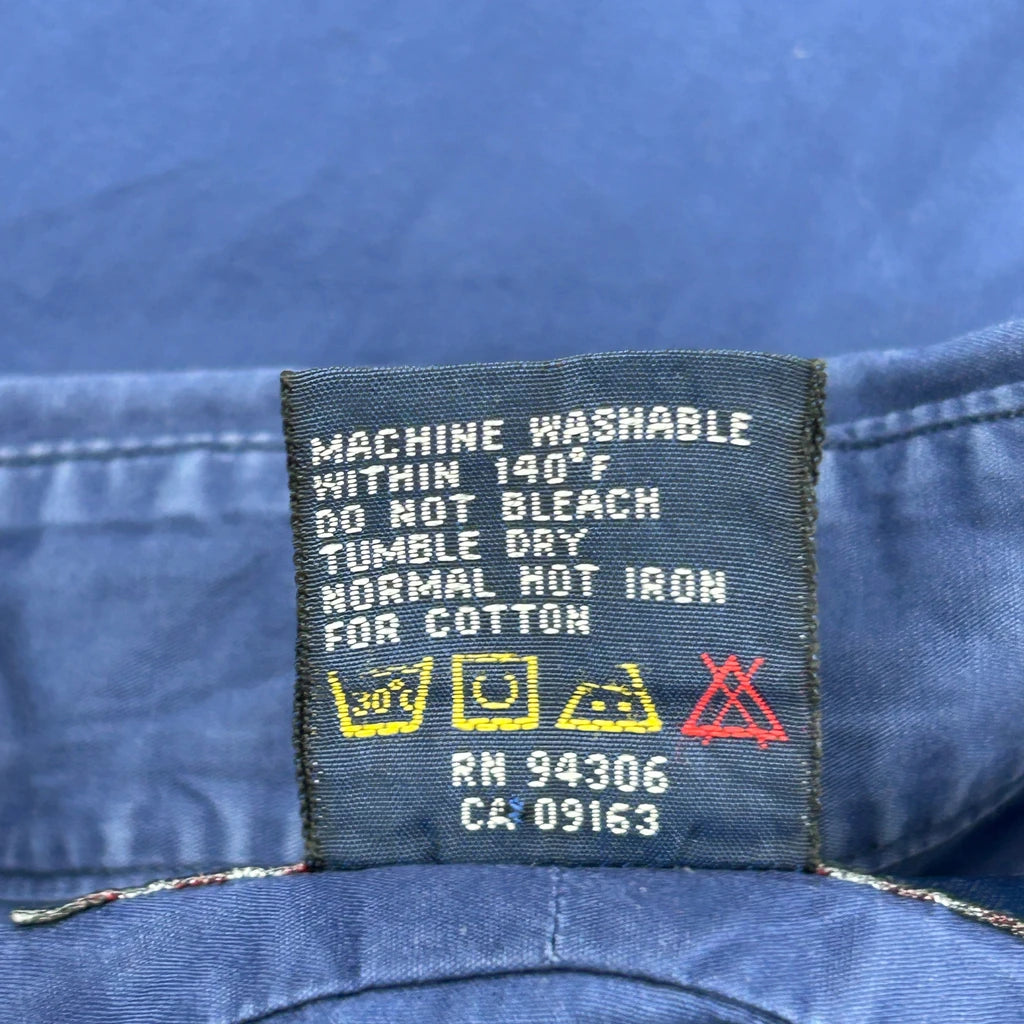 MACHINE WASHABLE
WITHIN 140°F
DO NOT BLEACH
TUMBLE DRY
NORMAL HOT IRON
FOR COTTON
30°C
RN 94306
CA 09163